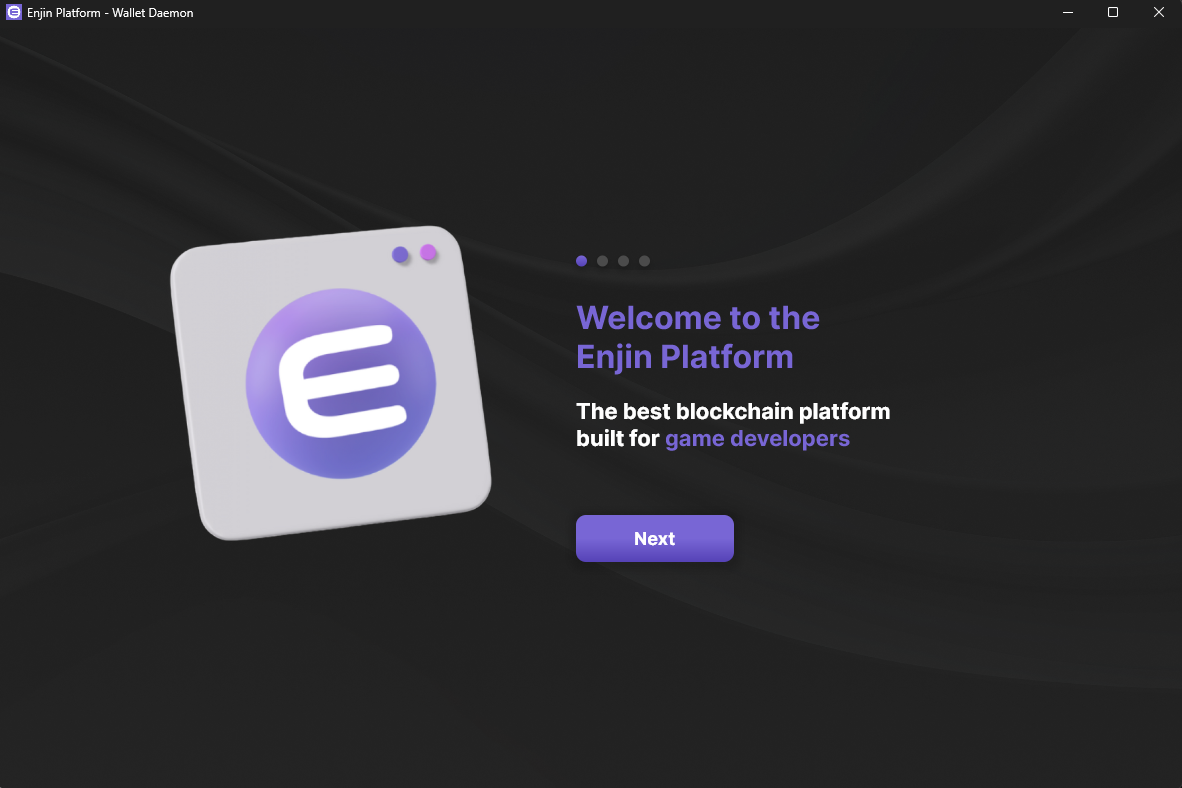 Enjin Platform - Wallet Daemon
Welcome to the
Enjin Platform
The best blockchain platform
built for game developers
Next